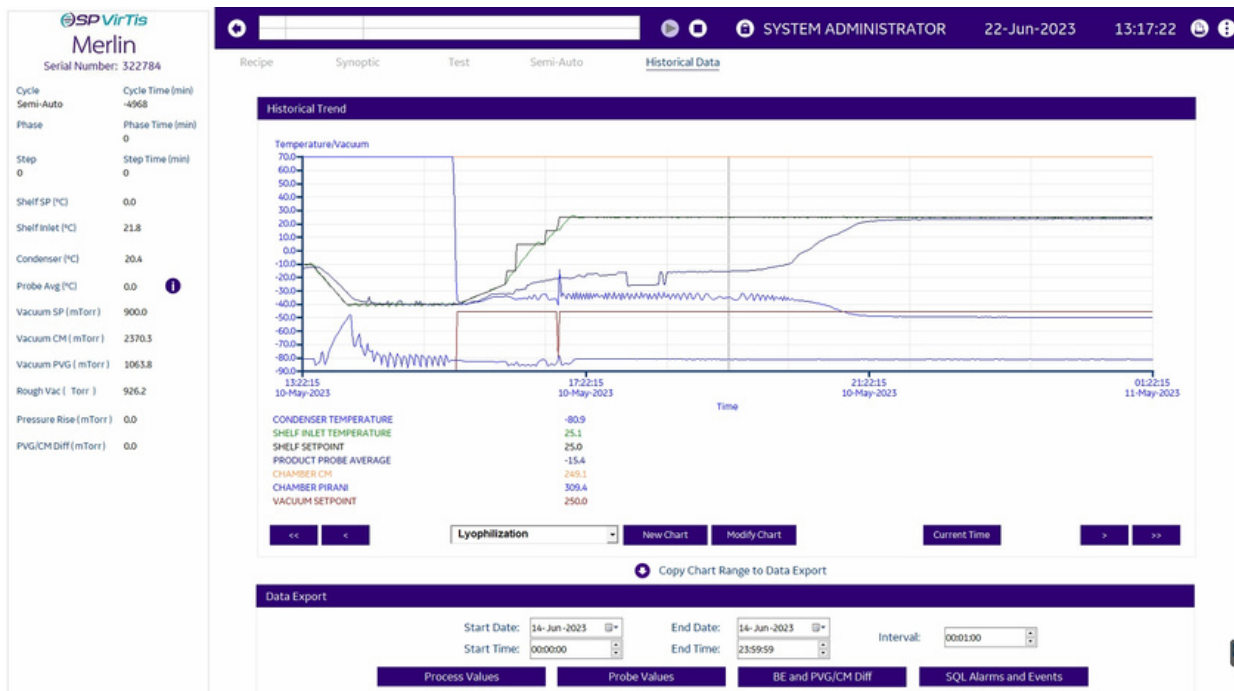 SP VirTis
Merlin
Serial Number: 322784
Cycle Cycle Time (min)
Semi-Auto -4968
Phase Phase Time (min)
0
Step Step Time (min)
0 0
Shelf SP (ºC) 0.0
Shelf Inlet (ºC) 21.8
Condenser (ºC) 20.4
Probe Avg (ºC) 0.0 i
Vacuum SP ( mTorr ) 900.0
Vacuum CM ( mTorr ) 2370.3
Vacuum PVG ( mTorr ) 1063.8
Rough Vac ( Torr ) 926.2
Pressure Rise ( mTorr ) 0.0
PVG/CM Diff ( mTorr ) 0.0
SYSTEM ADMINISTRATOR 22-Jun-2023 13:17:22
Recipe Synoptic Test Semi-Auto Historical Data
Historical Trend
Temperature/Vacuum
70.0
60.0
50.0
40.0
30.0
20.0
10.0
0.0
-10.0
-20.0
-30.0
-40.0
-50.0
-60.0
-70.0
-80.0
-90.0
13:22:15 17:22:15 21:22:15 01:22:15
10-May-2023 10-May-2023 10-May-2023 11-May-2023
Time
CONDENSER TEMPERATURE -80.9
SHELF INLET TEMPERATURE 25.1
SHELF SETPOINT 25.0
PRODUCT PROBE AVERAGE -15.4
CHAMBER CM 249.1
CHAMBER PIRANI 309.4
VACUUM SETPOINT 250.0
<< < Lyophilization New Chart Modify Chart Current Time > >>
Copy Chart Range to Data Export
Data Export
Start Date: 14-Jun-2023 End Date: 14-Jun-2023 Interval: 00:01:00
Start Time: 00:00:00 End Time: 23:59:59
Process Values Probe Values BE and PVG/CM Diff SQL Alarms and Events